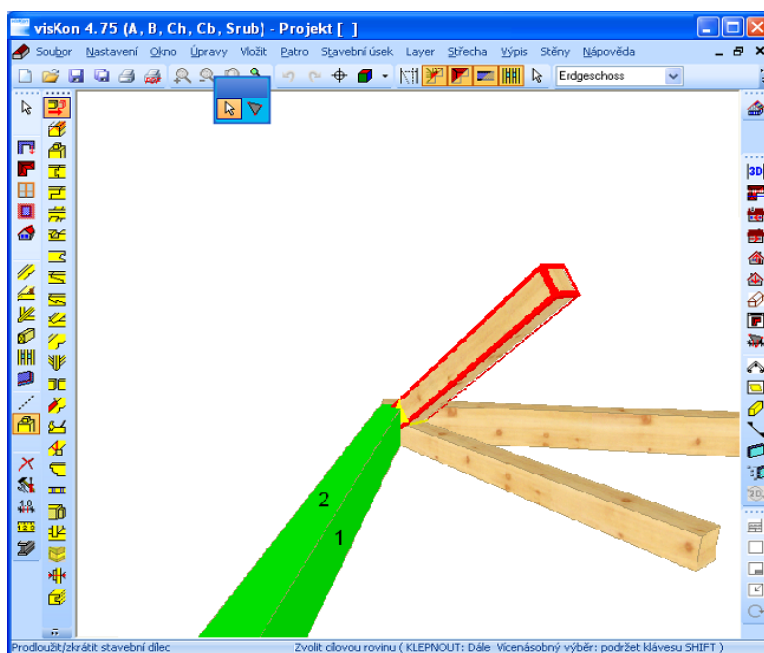 visKon 4.75 (A, B, Ch, Cb, Srub) - Projekt [ ]
Soubor Nastavení Okno Úpravy Vložit Patro Stavební úsek Layer Střecha Výpis Stěny Nápověda
Erdgeschoss
3D
2
1
Prodloužit/zkrátit stavební dílec Zvolit cílovou rovinu ( KLEPNOUT: Dále Vícenásobný výběr: podržet klávesu SHIFT )